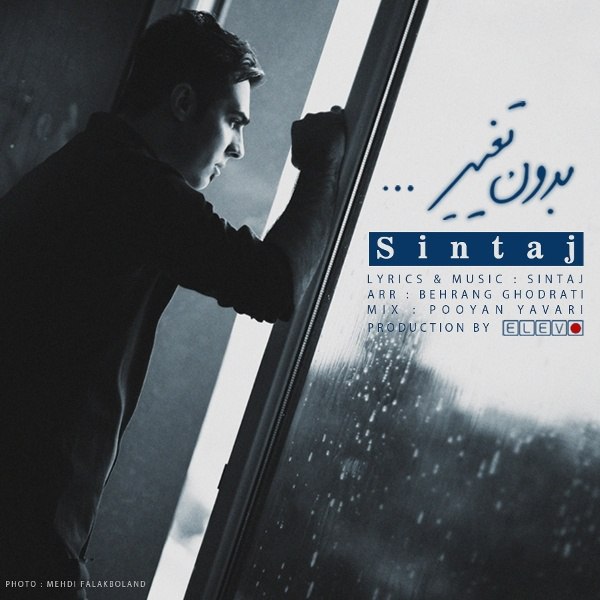 بدون تغییر ...
Sintaj
LYRICS & MUSIC : SINTAJ
ARR : BEHRANG GHODRATI
MIX : POOYAN YAVARI
PRODUCTION BY ELEVO
PHOTO : MEHDI FALAKBOLAND